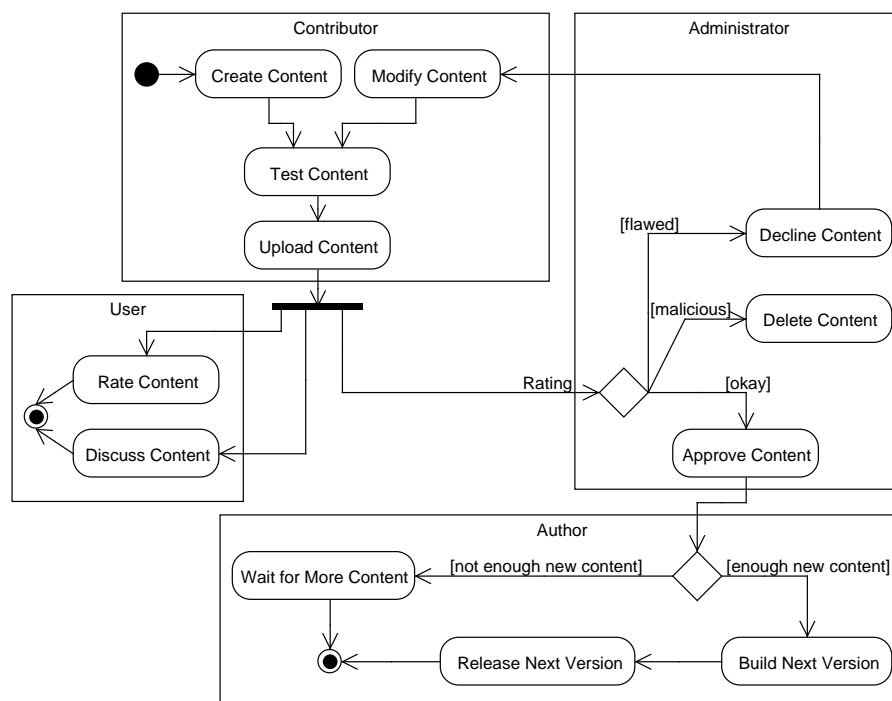 Contributor
Administrator
Create Content
Modify Content
Test Content
Upload Content
[flawed]
Decline Content
[malicious]
Delete Content
User
Rate Content
Rating
[okay]
Discuss Content
Approve Content
Author
Wait for More Content
[not enough new content]
[enough new content]
Release Next Version
Build Next Version